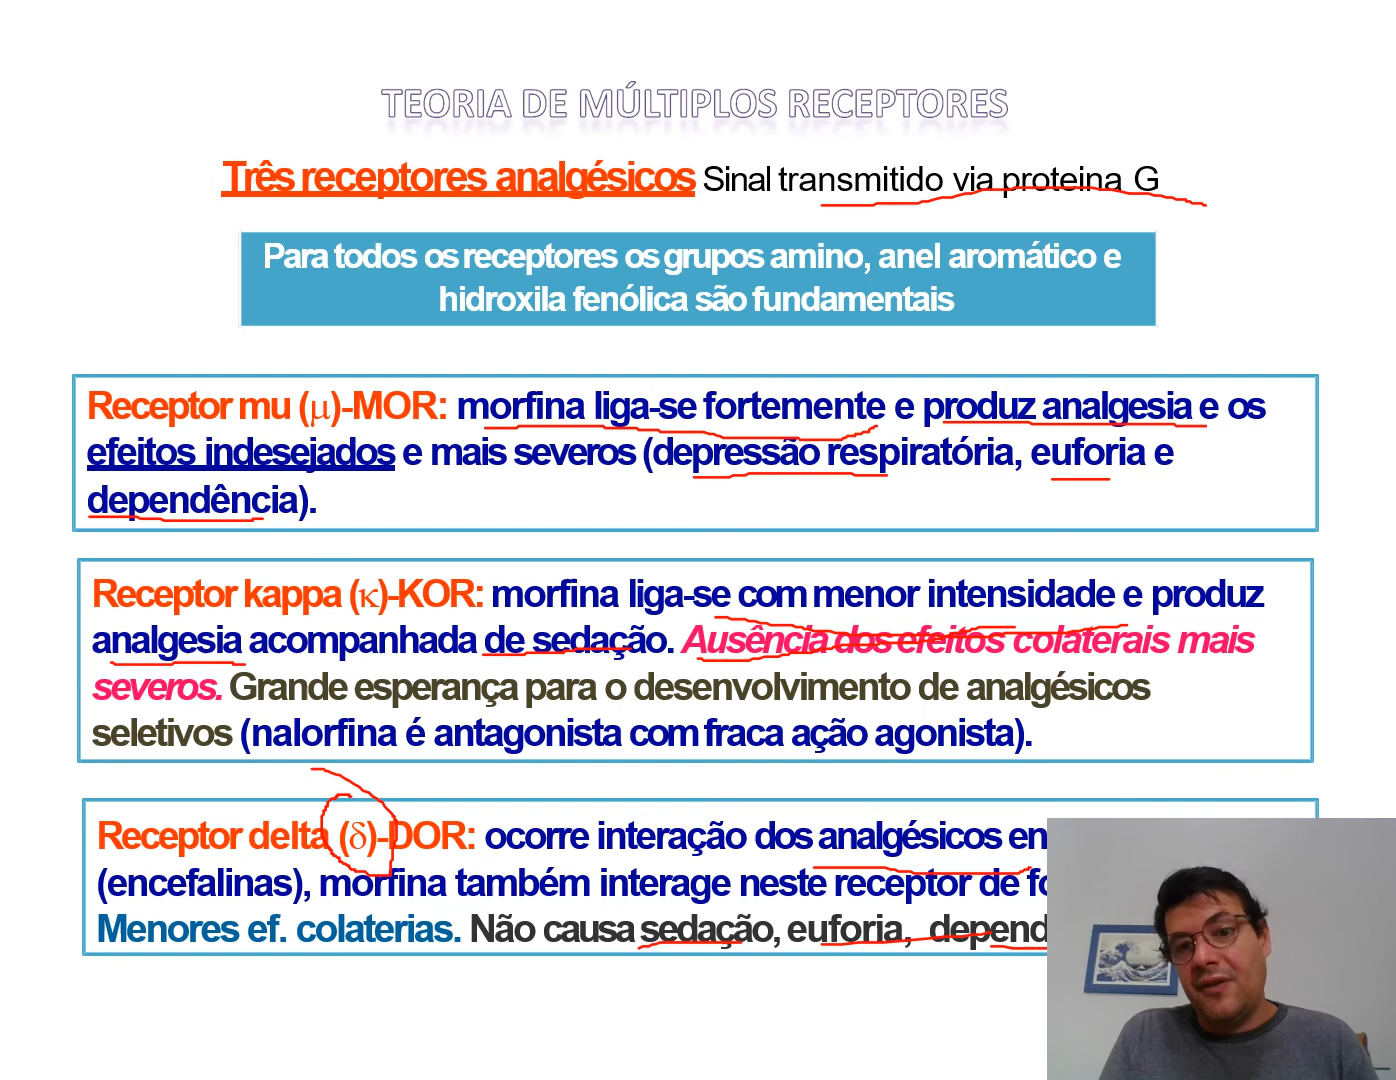 TEORIA DE MÚLTIPLOS RECEPTORES
Três receptores analgésicos Sinal transmitido via proteina G
Para todos os receptores os grupos amino, anel aromático e
hidroxila fenólica são fundamentais
Receptor mu (μ)-MOR: morfina liga-se fortemente e produz analgesia e os
efeitos indesejados e mais severos (depressão respiratória, euforia e
dependência).
Receptor kappa (κ)-KOR: morfina liga-se com menor intensidade e produz
analgesia acompanhada de sedação. Ausência dos efeitos colaterais mais
severos. Grande esperança para o desenvolvimento de analgésicos
seletivos (nalorfina é antagonista com fraca ação agonista).
Receptor delta (δ)-DOR: ocorre interação dos analgésicos
(encefalinas), morfina também interage neste receptor de
Menores ef. colaterias. Não causa sedação, euforia,